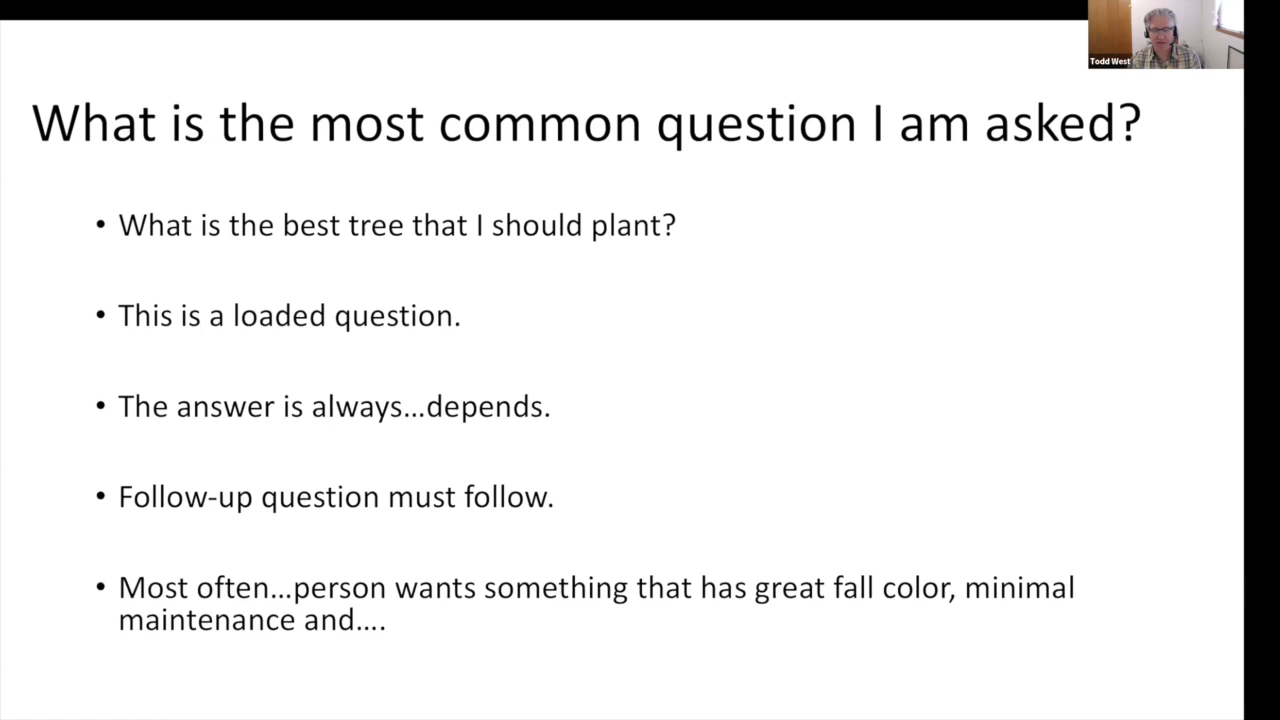 Todd West
What is the most common question I am asked?
• What is the best tree that I should plant?
• This is a loaded question.
• The answer is always...depends.
• Follow-up question must follow.
• Most often...person wants something that has great fall color, minimal
maintenance and....